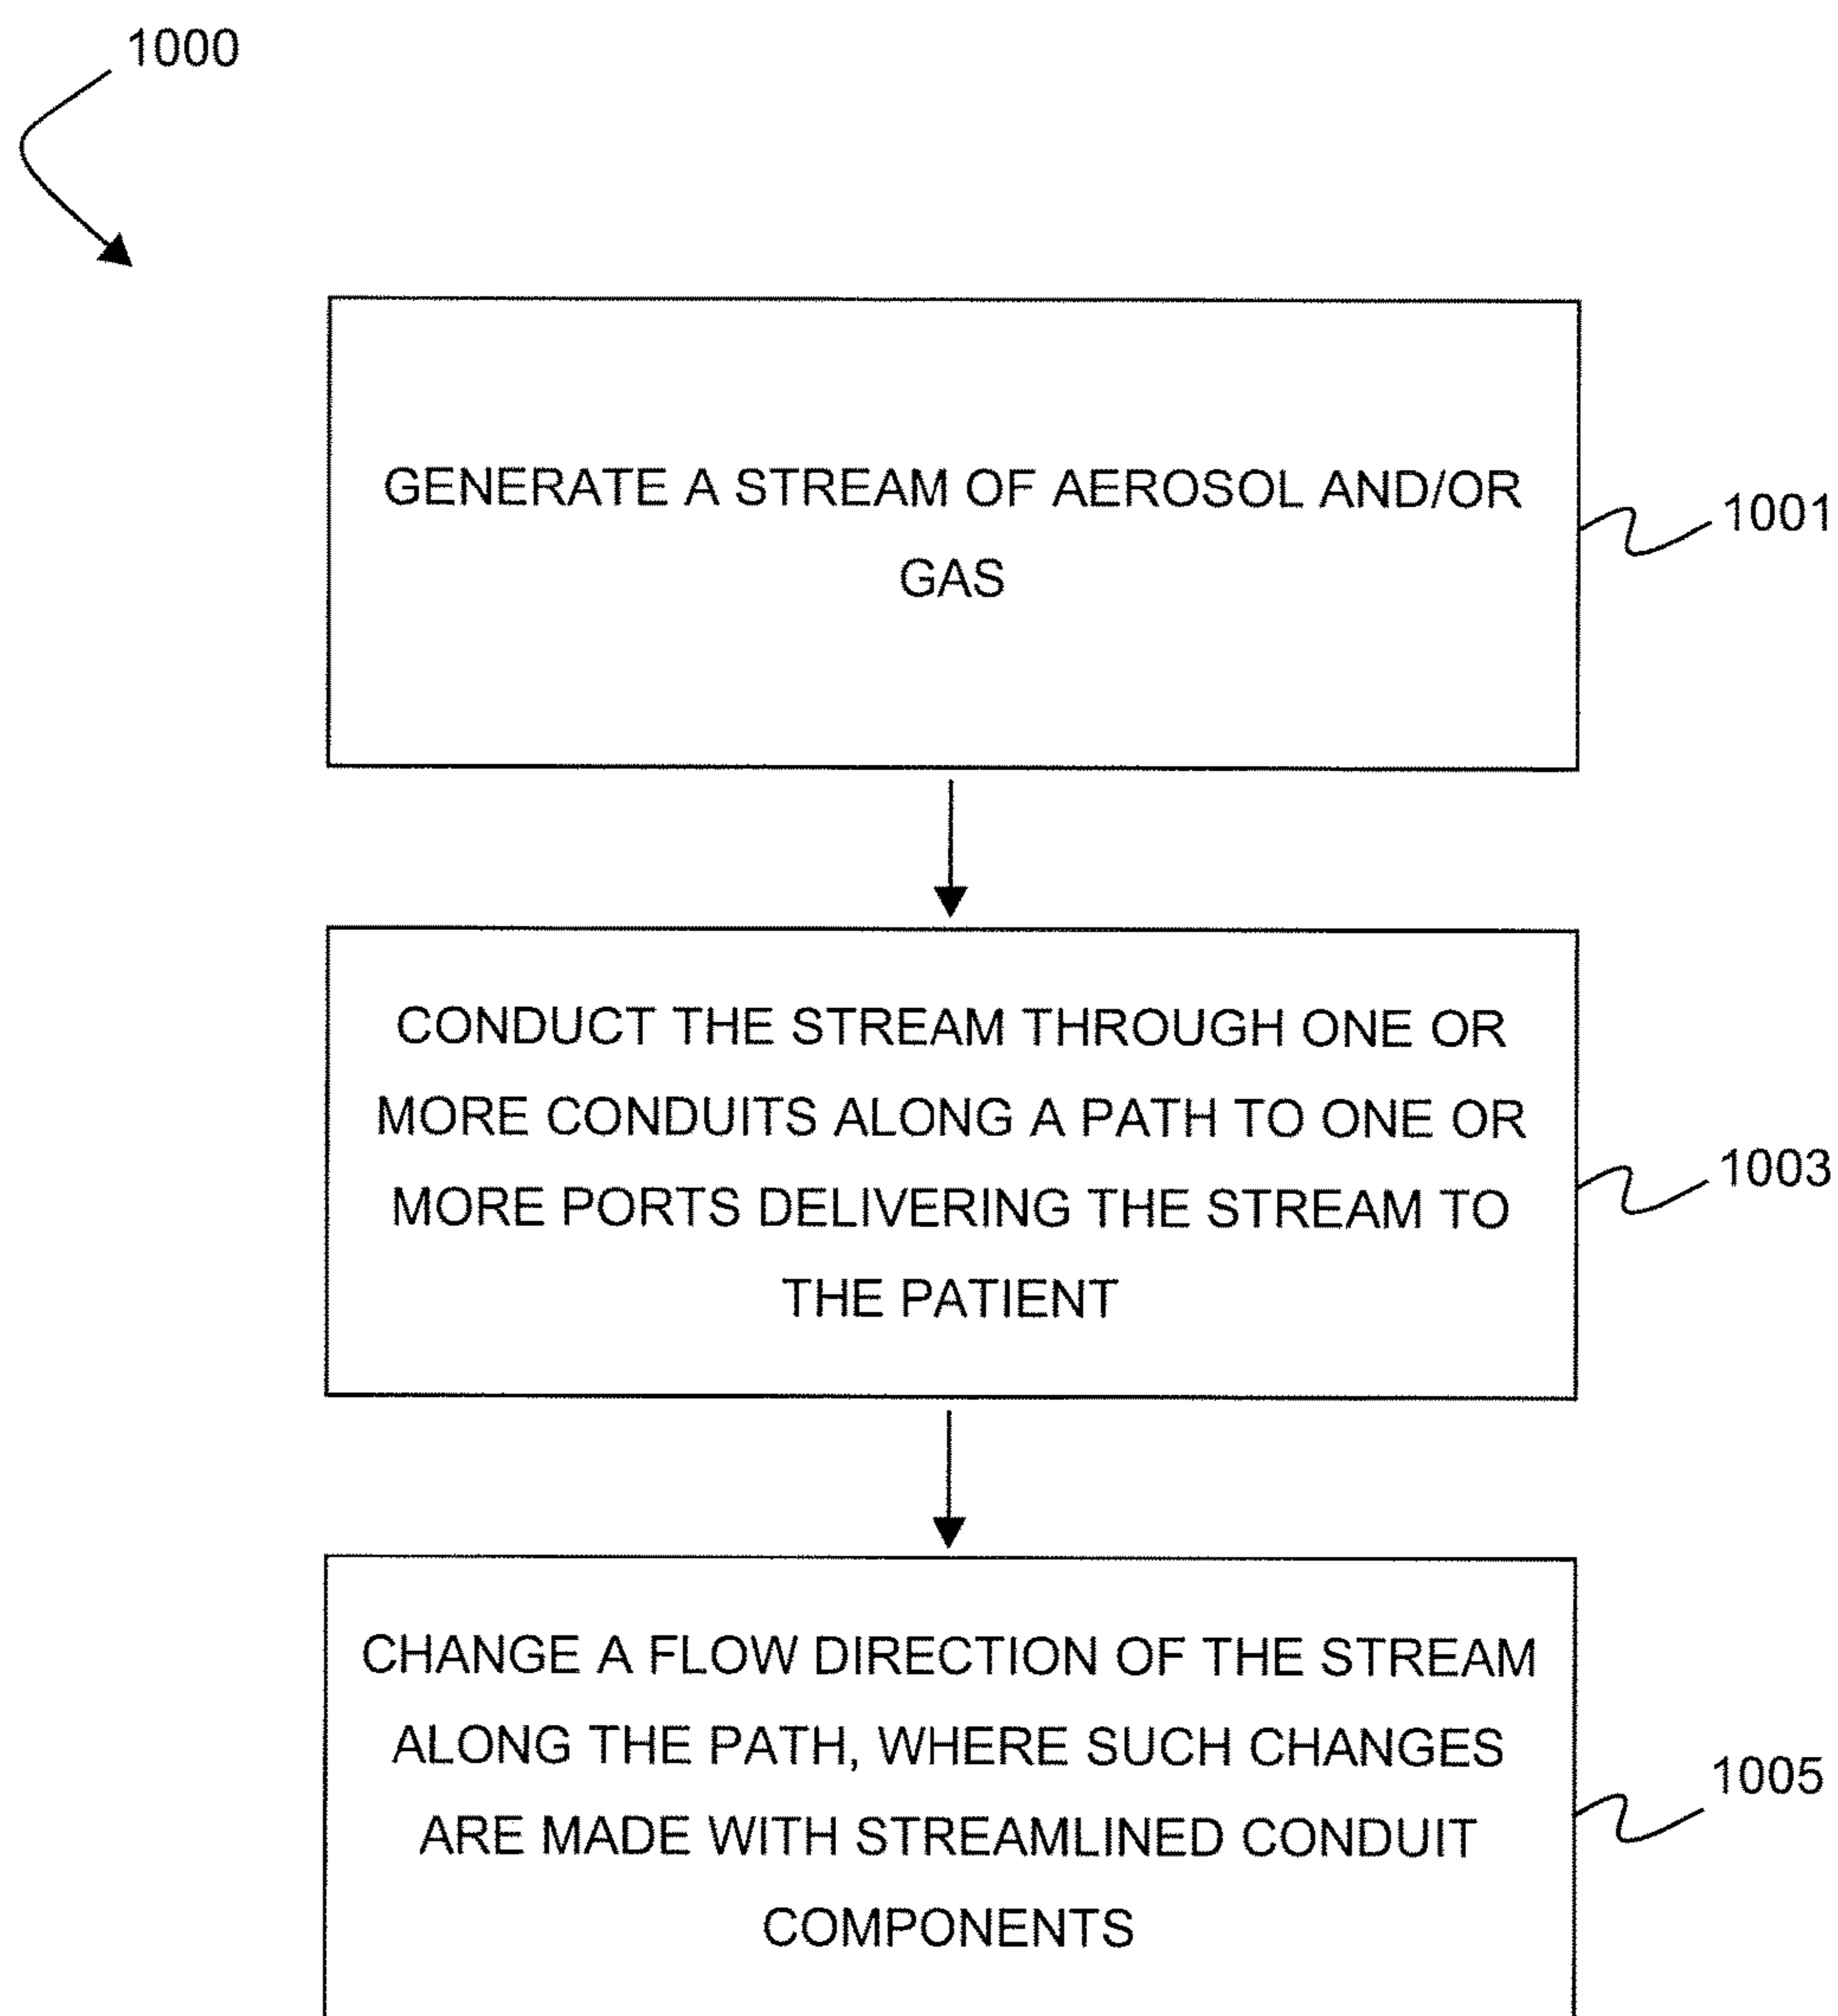 1000
GENERATE A STREAM OF AEROSOL AND/OR
GAS
1001
CONDUCT THE STREAM THROUGH ONE OR
MORE CONDUITS ALONG A PATH TO ONE OR
MORE PORTS DELIVERING THE STREAM TO
THE PATIENT
1003
CHANGE A FLOW DIRECTION OF THE STREAM
ALONG THE PATH, WHERE SUCH CHANGES
ARE MADE WITH STREAMLINED CONDUIT
COMPONENTS
1005